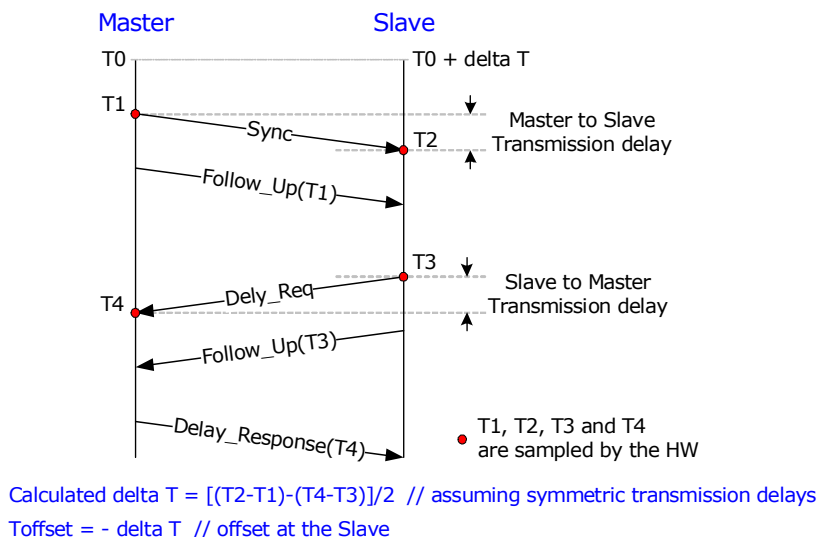 Master
Slave
T0
T0 + delta T
T1
Sync
T2
Master to Slave
Transmission delay
Follow_Up(T1)
T3
Dely_Req
Slave to Master
Transmission delay
T4
Follow_Up(T3)
Delay_Response(T4)
T1, T2, T3 and T4
are sampled by the HW
Calculated delta T = [(T2-T1)-(T4-T3)]/2 // assuming symmetric transmission delays
Toffset = - delta T // offset at the Slave